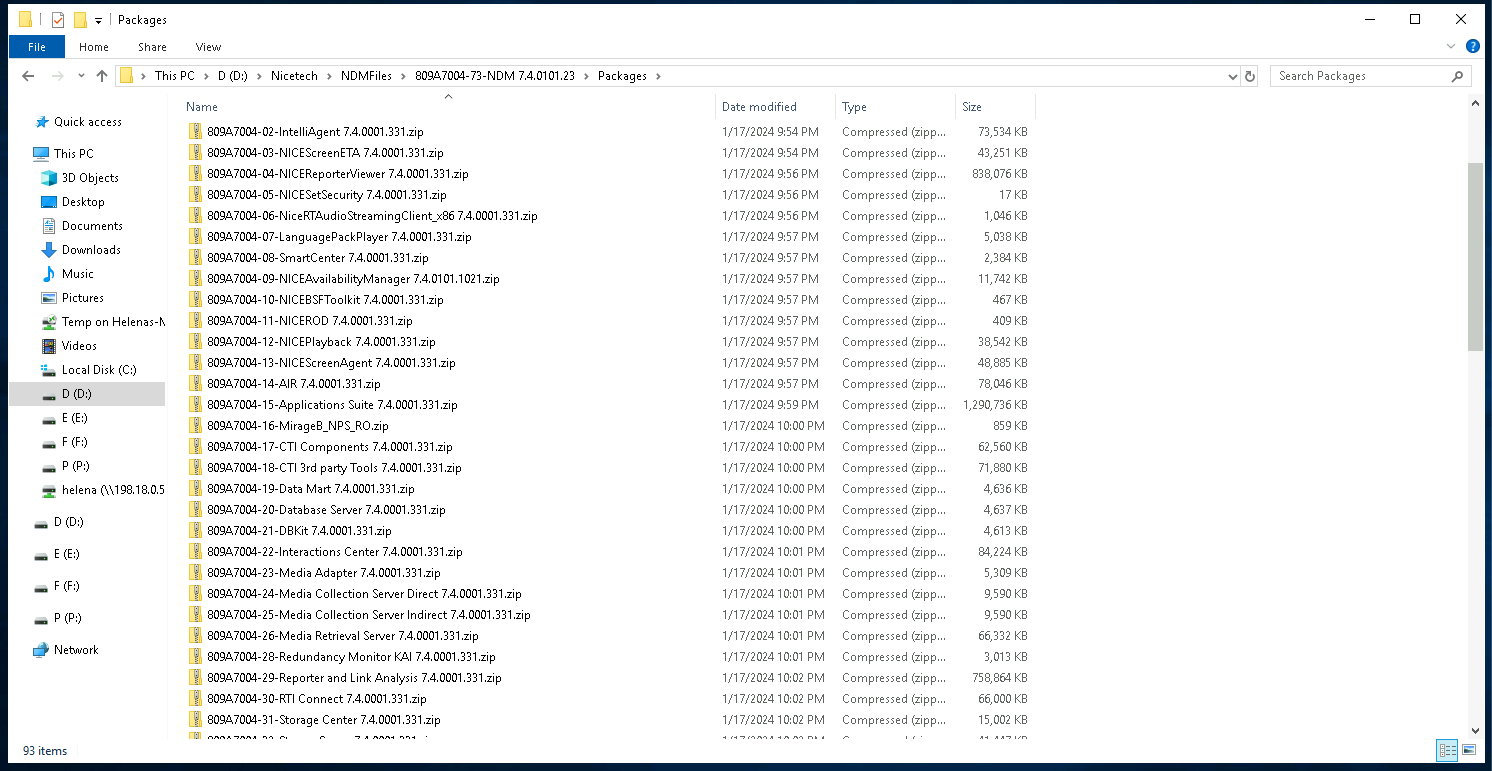 Packages
File Home Share View
This PC D (D:) Nicetech NDMFiles 809A7004-73-NDM 7.4.0101.23 Packages Search Packages
Name Date modified Type Size
Quick access
This PC
3D Objects
Desktop
Documents
Downloads
Music
Pictures
Temp on Helenas-M
Videos
Local Disk (C:)
D (D:)
E (E:)
F (F:)
P (P:)
helena (\\198.18.0.5
D (D:)
E (E:)
F (F:)
P (P:)
Network
809A7004-02-IntelliAgent 7.4.0001.331.zip 1/17/2024 9:54 PM Compressed (zipp... 73,534 KB
809A7004-03-NICEScreenETA 7.4.0001.331.zip 1/17/2024 9:54 PM Compressed (zipp... 43,251 KB
809A7004-04-NICEReporterViewer 7.4.0001.331.zip 1/17/2024 9:56 PM Compressed (zipp... 838,076 KB
809A7004-05-NICESetSecurity 7.4.0001.331.zip 1/17/2024 9:56 PM Compressed (zipp... 17 KB
809A7004-06-NiceRTAudioStreamingClient_x86 7.4.0001.331.zip 1/17/2024 9:56 PM Compressed (zipp... 1,046 KB
809A7004-07-LanguagePackPlayer 7.4.0001.331.zip 1/17/2024 9:57 PM Compressed (zipp... 5,038 KB
809A7004-08-SmartCenter 7.4.0001.331.zip 1/17/2024 9:57 PM Compressed (zipp... 2,384 KB
809A7004-09-NICEAvailabilityManager 7.4.0101.1021.zip 1/17/2024 9:57 PM Compressed (zipp... 11,742 KB
809A7004-10-NICEBSFToolkit 7.4.0001.331.zip 1/17/2024 9:57 PM Compressed (zipp... 467 KB
809A7004-11-NICEROD 7.4.0001.331.zip 1/17/2024 9:57 PM Compressed (zipp... 409 KB
809A7004-12-NICEPlayback 7.4.0001.331.zip 1/17/2024 9:57 PM Compressed (zipp... 38,542 KB
809A7004-13-NICEScreenAgent 7.4.0001.331.zip 1/17/2024 9:57 PM Compressed (zipp... 48,885 KB
809A7004-14-AIR 7.4.0001.331.zip 1/17/2024 9:57 PM Compressed (zipp... 78,046 KB
809A7004-15-Applications Suite 7.4.0001.331.zip 1/17/2024 9:59 PM Compressed (zipp... 1,290,736 KB
809A7004-16-MirageB_NPS_RO.zip 1/17/2024 10:00 PM Compressed (zipp... 859 KB
809A7004-17-CTI Components 7.4.0001.331.zip 1/17/2024 10:00 PM Compressed (zipp... 62,560 KB
809A7004-18-CTI 3rd party Tools 7.4.0001.331.zip 1/17/2024 10:00 PM Compressed (zipp... 71,880 KB
809A7004-19-Data Mart 7.4.0001.331.zip 1/17/2024 10:00 PM Compressed (zipp... 4,636 KB
809A7004-20-Database Server 7.4.0001.331.zip 1/17/2024 10:00 PM Compressed (zipp... 4,637 KB
809A7004-21-DBKit 7.4.0001.331.zip 1/17/2024 10:00 PM Compressed (zipp... 4,613 KB
809A7004-22-Interactions Center 7.4.0001.331.zip 1/17/2024 10:01 PM Compressed (zipp... 84,224 KB
809A7004-23-Media Adapter 7.4.0001.331.zip 1/17/2024 10:01 PM Compressed (zipp... 5,309 KB
809A7004-24-Media Collection Server Direct 7.4.0001.331.zip 1/17/2024 10:01 PM Compressed (zipp... 9,590 KB
809A7004-25-Media Collection Server Indirect 7.4.0001.331.zip 1/17/2024 10:01 PM Compressed (zipp... 9,590 KB
809A7004-26-Media Retrieval Server 7.4.0001.331.zip 1/17/2024 10:01 PM Compressed (zipp... 66,332 KB
809A7004-28-Redundancy Monitor KAI 7.4.0001.331.zip 1/17/2024 10:01 PM Compressed (zipp... 3,013 KB
809A7004-29-Reporter and Link Analysis 7.4.0001.331.zip 1/17/2024 10:02 PM Compressed (zipp... 758,864 KB
809A7004-30-RTI Connect 7.4.0001.331.zip 1/17/2024 10:02 PM Compressed (zipp... 66,000 KB
809A7004-31-Storage Center 7.4.0001.331.zip 1/17/2024 10:02 PM Compressed (zipp... 15,002 KB
93 items